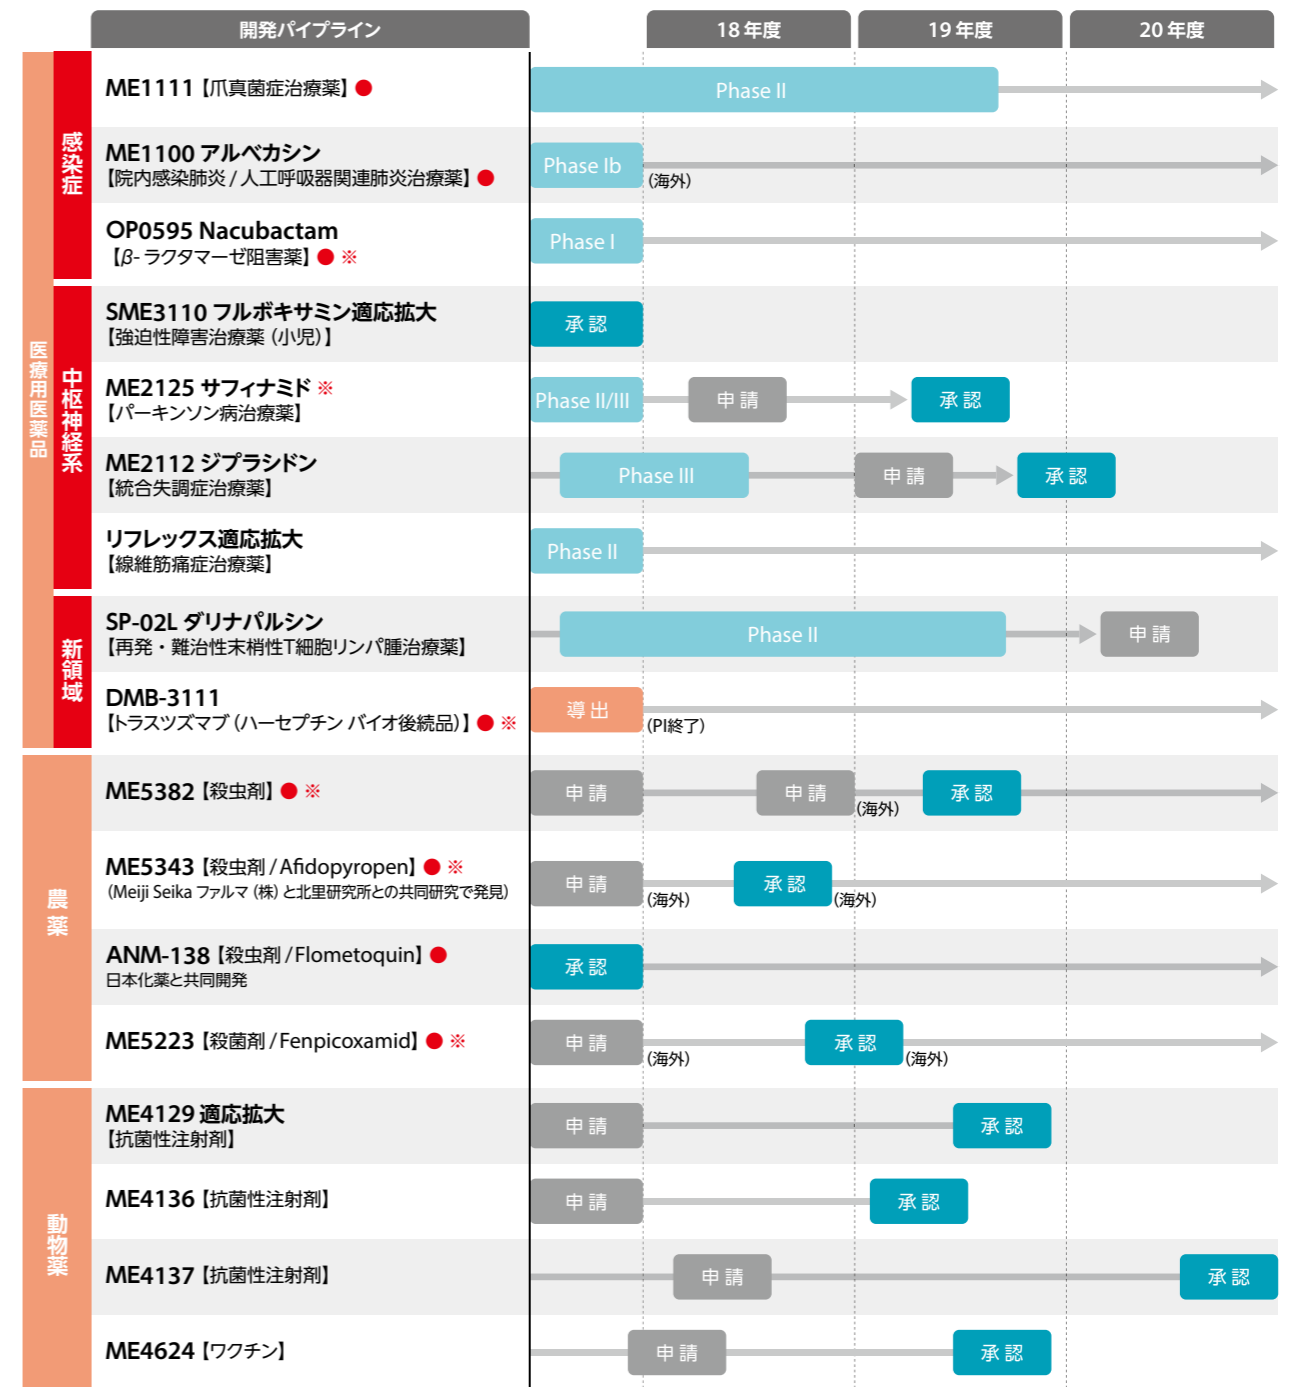 開発パイプライン
18年度
19年度
20年度
医療用医薬品
感染症
ME1111【爪真菌症治療薬】●
Phase II
ME1100 アルベカシン
【院内感染肺炎/人工呼吸器関連肺炎治療薬】●
Phase Ib
(海外)
OP0595 Nacubactam
【β-ラクタマーゼ阻害薬】● ※
Phase I
中枢神経系
SME3110 フルボキサミン適応拡大
【強迫性障害治療薬（小児）】
承認
ME2125 サフィナミド ※
【パーキンソン病治療薬】
Phase II/III
申請
承認
ME2112 ジプラシドン
【統合失調症治療薬】
Phase III
申請
承認
リフレックス適応拡大
【線維筋痛症治療薬】
Phase II
新領域
SP-02L ダリナパルシン
【再発・難治性末梢性T細胞リンパ腫治療薬】
Phase II
申請
DMB-3111
【トラスツズマブ（ハーセプチン バイオ後続品）】● ※
導出
(PI終了)
農薬
ME5382【殺虫剤】● ※
申請
申請
(海外)
承認
ME5343【殺虫剤/Afidopyropen】● ※
（Meiji Seika ファルマ（株）と北里研究所との共同研究で発見）
申請
(海外)
承認
(海外)
ANM-138【殺虫剤/Flometoquin】●
日本化薬と共同開発
承認
ME5223【殺菌剤/Fenpicoxamid】● ※
申請
(海外)
承認
(海外)
動物薬
ME4129 適応拡大
【抗菌性注射剤】
申請
承認
ME4136【抗菌性注射剤】
申請
承認
ME4137【抗菌性注射剤】
申請
承認
ME4624【ワクチン】
申請
承認